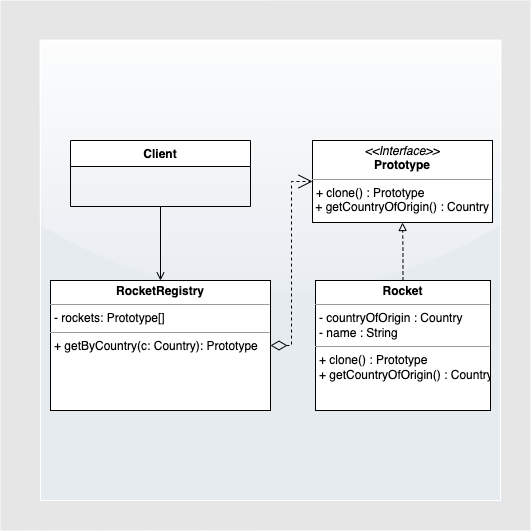 Client
<<Interface>>
Prototype
+ clone() : Prototype
+ getCountryOfOrigin() : Country
RocketRegistry
- rockets: Prototype[]
+ getByCountry(c: Country): Prototype
Rocket
- countryOfOrigin : Country
- name : String
+ clone() : Prototype
+ getCountryOfOrigin() : Country